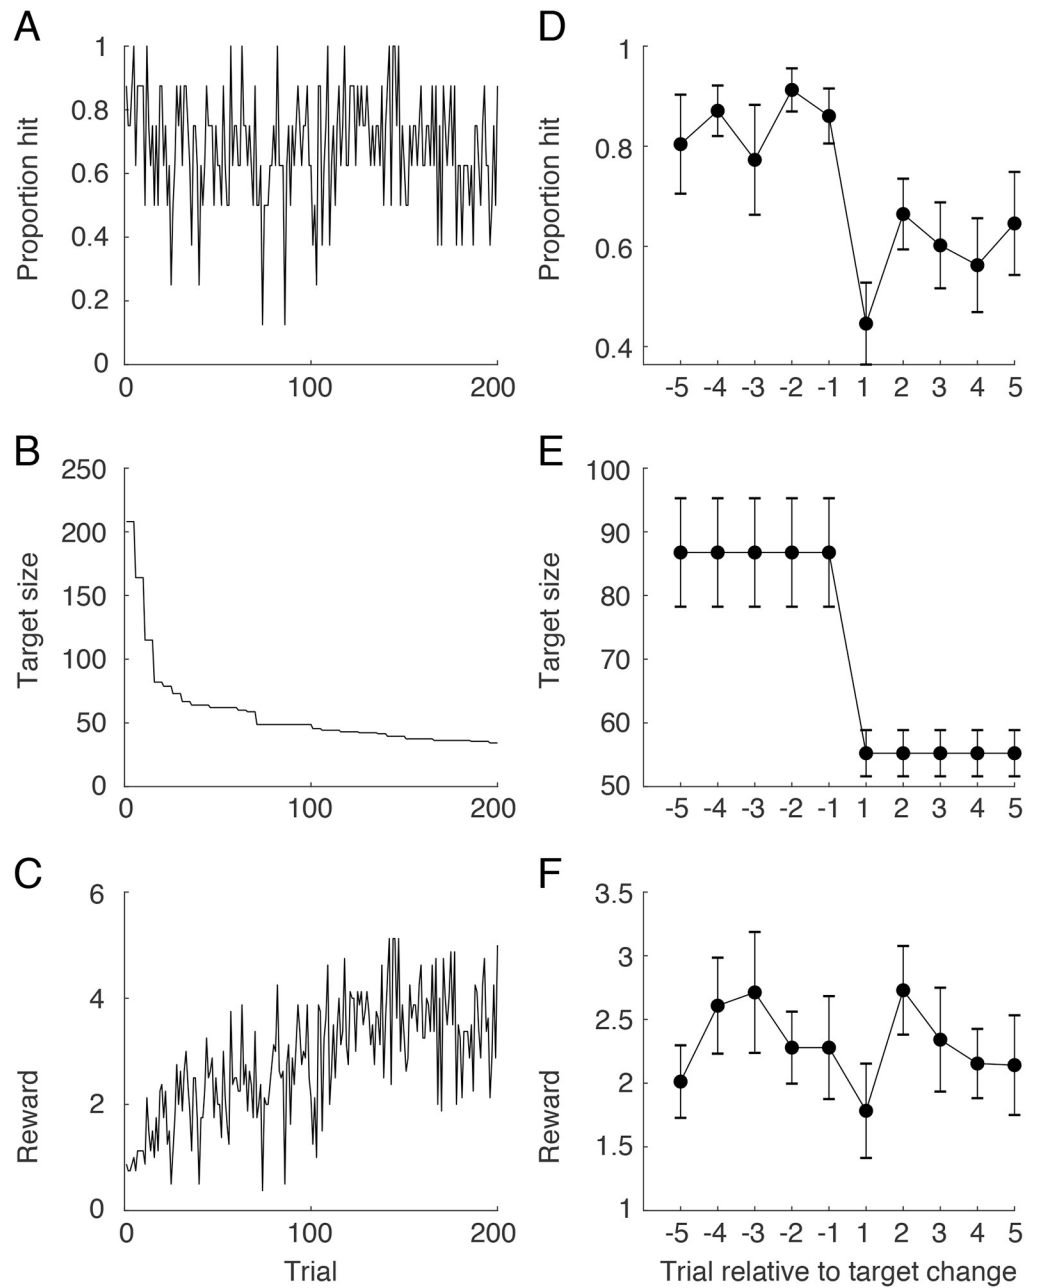 A
Proportion hit
1
0.8
0.6
0.4
0.2
0
0 100 200
D
Proportion hit
1
0.8
0.6
0.4
-5 -4 -3 -2 -1 1 2 3 4 5
B
Target size
250
200
150
100
50
0
0 100 200
E
Target size
100
90
80
70
60
50
-5 -4 -3 -2 -1 1 2 3 4 5
C
Reward
6
4
2
0
0 100 200
Trial
F
Reward
3.5
3
2.5
2
1.5
1
-5 -4 -3 -2 -1 1 2 3 4 5
Trial relative to target change